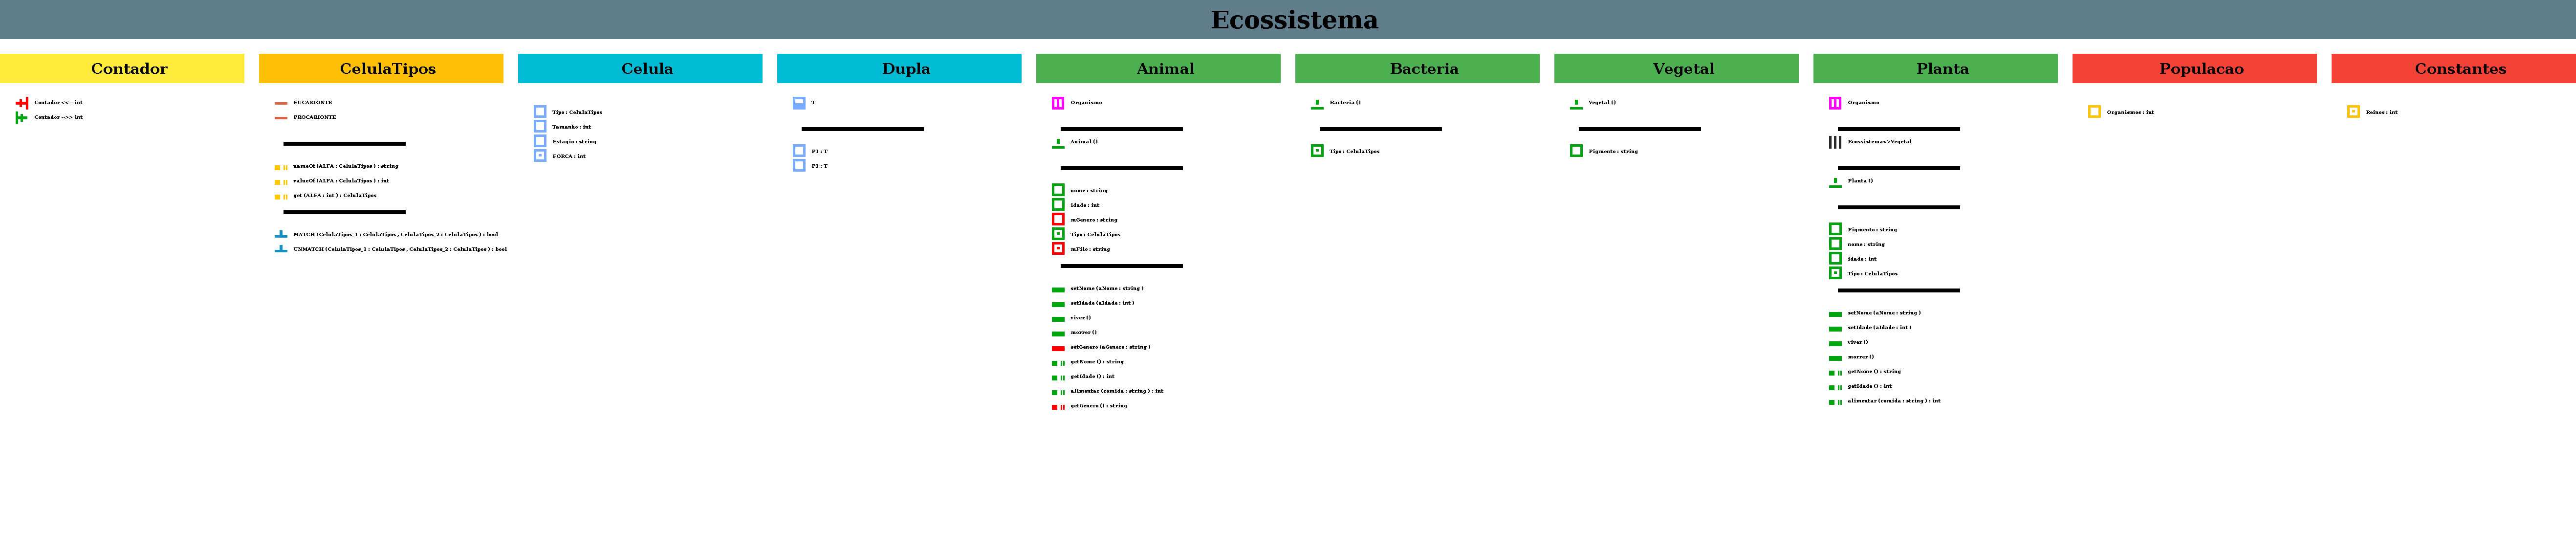 Ecossistema
Contador
Contador <<-- int
Contador -->> int
CelulaTipos
EUCARIONTE
PROCARIONTE
nameOf (ALFA : CelulaTipos ) : string
valueOf (ALFA : CelulaTipos ) : int
get (ALFA : int ) : CelulaTipos
MATCH (CelulaTipos_1 : CelulaTipos , CelulaTipos_2 : CelulaTipos ) : bool
UNMATCH (CelulaTipos_1 : CelulaTipos , CelulaTipos_2 : CelulaTipos ) : bool
Celula
Tipo : CelulaTipos
Tamanho : int
Estagio : string
FORCA : int
Dupla
T
P1 : T
P2 : T
Animal
Organismo
Animal ()
nome : string
idade : int
mGenero : string
Tipo : CelulaTipos
mFilo : string
setNome (aNome : string )
setIdade (aIdade : int )
viver ()
morrer ()
setGenero (aGenero : string )
getNome () : string
getIdade () : int
alimentar (comida : string ) : int
getGenero () : string
Bacteria
Bacteria ()
Tipo : CelulaTipos
Vegetal
Vegetal ()
Pigmento : string
Planta
Organismo
Ecossistema<>Vegetal
Planta ()
Pigmento : string
nome : string
idade : int
Tipo : CelulaTipos
setNome (aNome : string )
setIdade (aIdade : int )
viver ()
morrer ()
getNome () : string
getIdade () : int
alimentar (comida : string ) : int
Populacao
Organismos : int
Constantes
Reinos : int